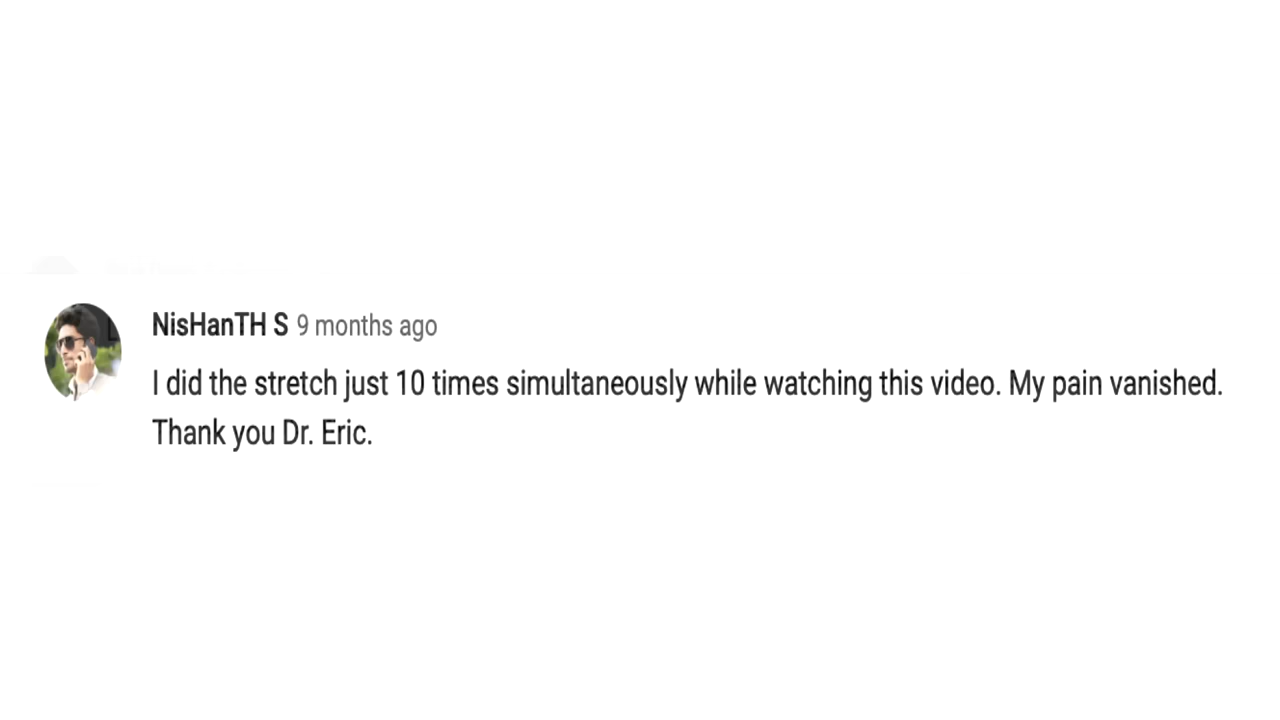 NisHanTH S 9 months ago
I did the stretch just 10 times simultaneously while watching this video. My pain vanished.
Thank you Dr. Eric.